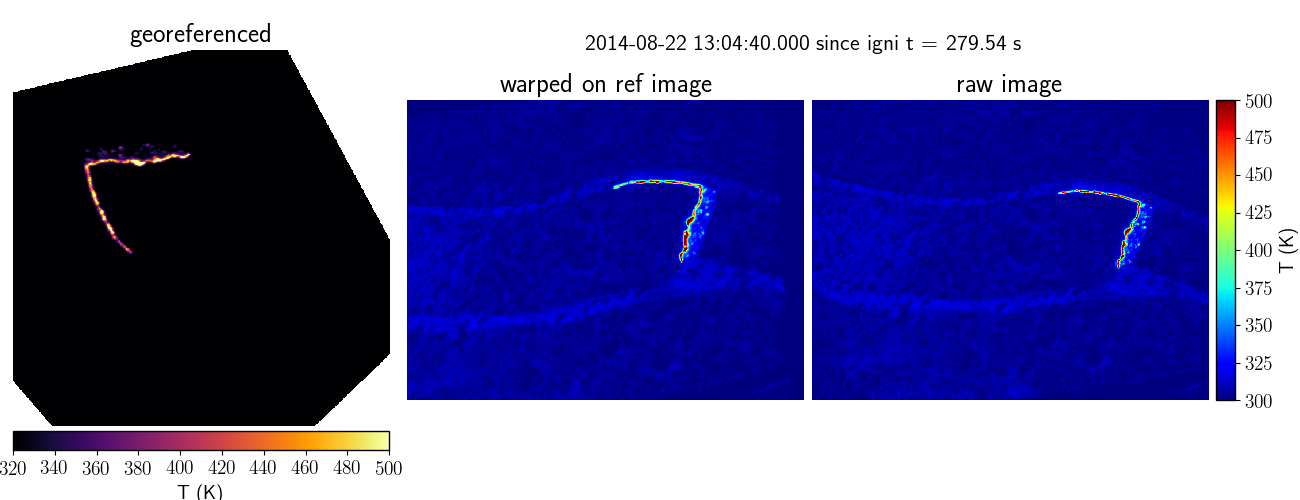 georeferenced
2014-08-22 13:04:40.000 since igni t = 279.54 s
warped on ref image
raw image
500
475
450
425
400
375
350
325
300
T (K)
320 340 360 380 400 420 440 460 480 500
T (K)